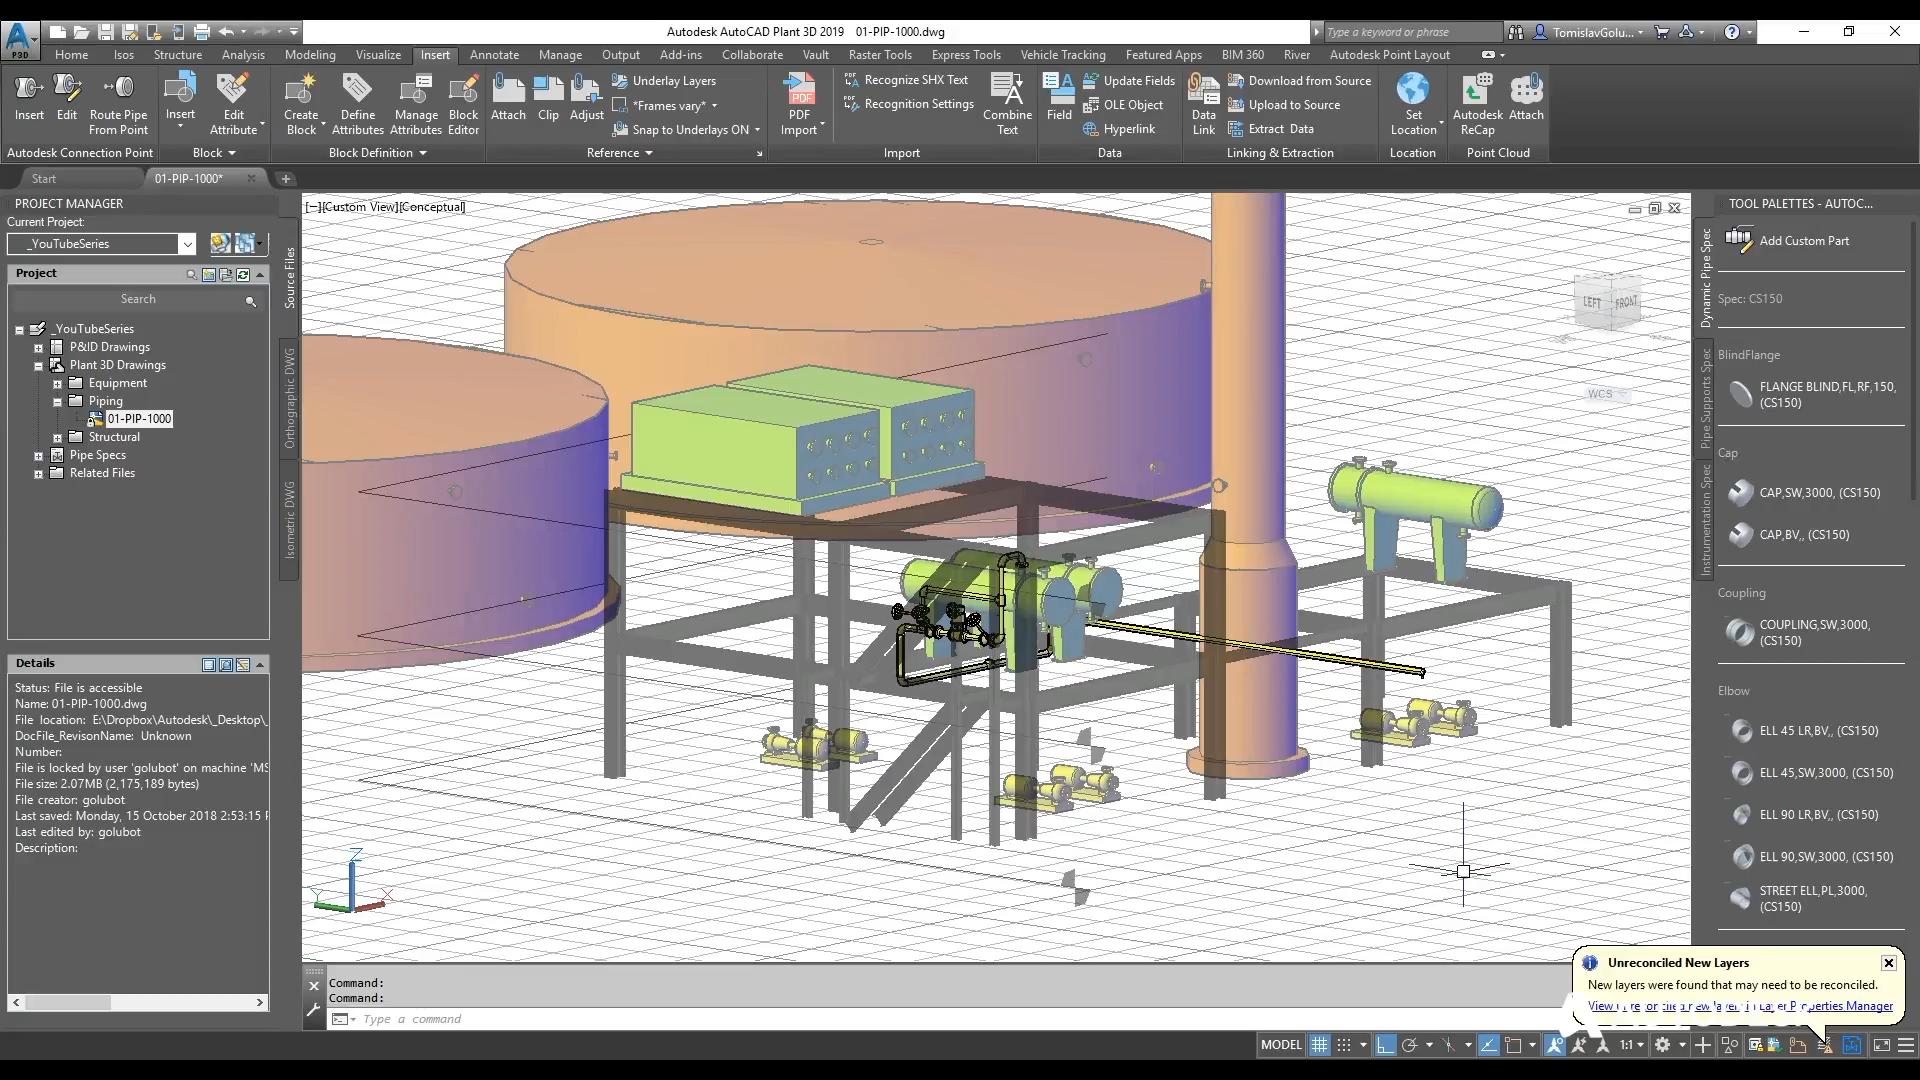 P3D
Autodesk AutoCAD Plant 3D 2019 01-PIP-1000.dwg
Type a keyword or phrase
TomislavGolu...
Home Isos Structure Analysis Modeling Visualize Insert Annotate Manage Output Add-ins Collaborate Vault Raster Tools Express Tools Vehicle Tracking Featured Apps BIM 360 River Autodesk Point Layout
Insert Edit Route Pipe From Point
Autodesk Connection Point
Insert Edit Attribute
Block
Create Block Define Attributes Manage Attributes Block Editor
Block Definition
Attach Clip Adjust
Underlay Layers
*Frames vary*
Snap to Underlays ON
Reference
PDF
PDF Import
Recognize SHX Text
Recognition Settings
Combine Text
Import
Field
Update Fields
OLE Object
Hyperlink
Data
Data Link
Download from Source
Upload to Source
Extract Data
Linking & Extraction
Set Location
Location
Autodesk ReCap Attach
Point Cloud
Start
01-PIP-1000*
PROJECT MANAGER
Current Project:
_YouTubeSeries
Project
Search
_YouTubeSeries
P&ID Drawings
Plant 3D Drawings
Equipment
Piping
01-PIP-1000
Structural
Pipe Specs
Related Files
Source Files
Orthographic DWG
Isometric DWG
Details
Status: File is accessible
Name: 01-PIP-1000.dwg
File location: E:\Dropbox\Autodesk\_Desktop\_
DocFile_RevisonName: Unknown
Number:
File is locked by user 'golubot' on machine 'MS
File size: 2.07MB (2,175,189 bytes)
File creator: golubot
Last saved: Monday, 15 October 2018 2:53:15 P
Last edited by: golubot
Description:
[−][Custom View][Conceptual]
LEFT FRONT
WCS
Z
Y
X
Command:
Command:
Type a command
TOOL PALETTES - AUTOC...
Dynamic Pipe Spec
Pipe Supports Spec
Instrumentation Spec
Add Custom Part
Spec: CS150
BlindFlange
FLANGE BLIND,FL,RF,150,
(CS150)
Cap
CAP,SW,3000, (CS150)
CAP,BV,, (CS150)
Coupling
COUPLING,SW,3000,
(CS150)
Elbow
ELL 45 LR,BV,, (CS150)
ELL 45,SW,3000, (CS150)
ELL 90 LR,BV,, (CS150)
ELL 90,SW,3000, (CS150)
STREET ELL,PL,3000,
(CS150)
Unreconciled New Layers
New layers were found that may need to be reconciled.
View unreconciled new layers in Layer Properties Manager
MODEL
1:1